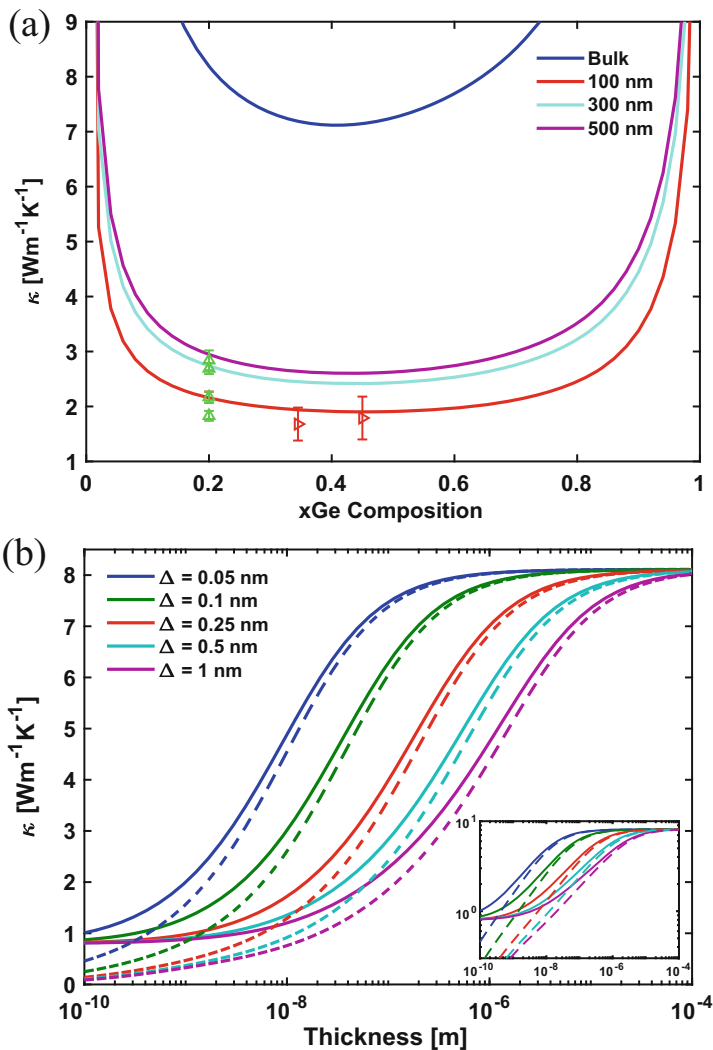 (a)
9
8
7
6
5
4
3
2
1
κ [Wm⁻¹K⁻¹]
Bulk
100 nm
300 nm
500 nm
0 0.2 0.4 0.6 0.8 1
xGe Composition
(b)
8
7
6
5
4
3
2
1
0
κ [Wm⁻¹K⁻¹]
Δ = 0.05 nm
Δ = 0.1 nm
Δ = 0.25 nm
Δ = 0.5 nm
Δ = 1 nm
10¹
10⁰
10⁻¹⁰ 10⁻⁸ 10⁻⁶ 10⁻⁴
10⁻¹⁰ 10⁻⁸ 10⁻⁶ 10⁻⁴
Thickness [m]